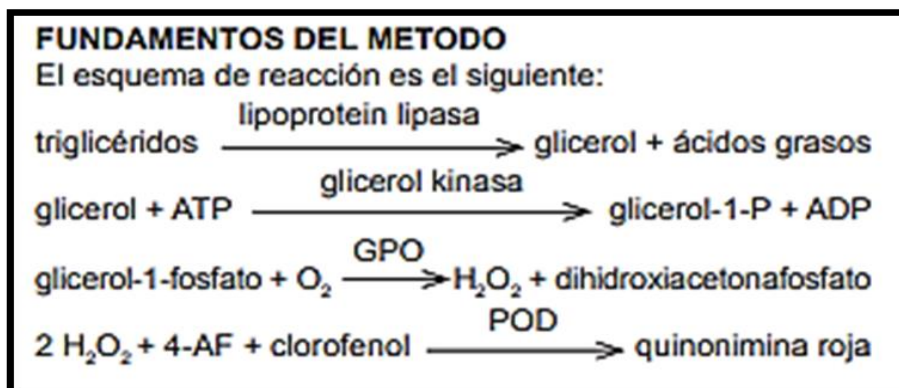 FUNDAMENTOS DEL METODO
El esquema de reacción es el siguiente:
lipoprotein lipasa
triglicéridos ⟶ glicerol + ácidos grasos
glicerol kinasa
glicerol + ATP ⟶ glicerol-1-P + ADP
GPO
glicerol-1-fosfato + O₂ ⟶ H₂O₂ + dihidroxiacetonafosfato
POD
2 H₂O₂ + 4-AF + clorofenol ⟶ quinonimina roja